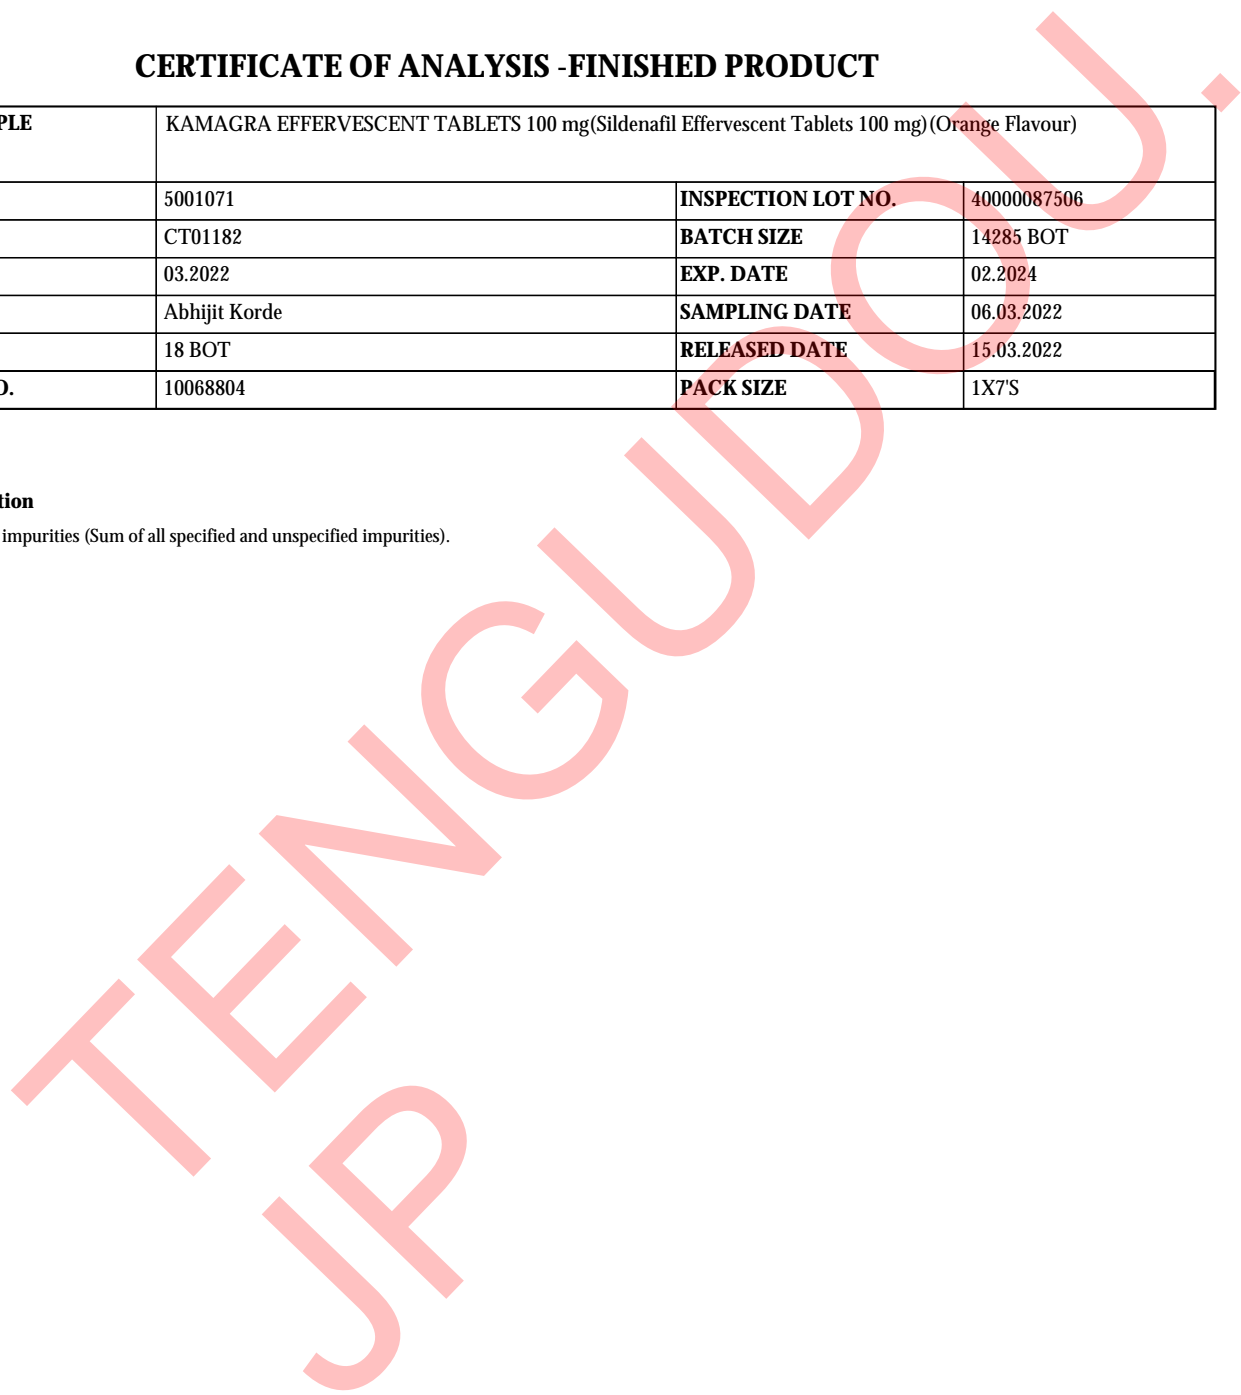 CERTIFICATE OF ANALYSIS -FINISHED PRODUCT
PLE KAMAGRA EFFERVESCENT TABLETS 100 mg(Sildenafil Effervescent Tablets 100 mg)(Orange Flavour)
5001071 INSPECTION LOT NO. 40000087506
CT01182 BATCH SIZE 14285 BOT
03.2022 EXP. DATE 02.2024
Abhijit Korde SAMPLING DATE 06.03.2022
18 BOT RELEASED DATE 15.03.2022
O. 10068804 PACK SIZE 1X7'S
tion
impurities (Sum of all specified and unspecified impurities).
TENGUDOU.
JP